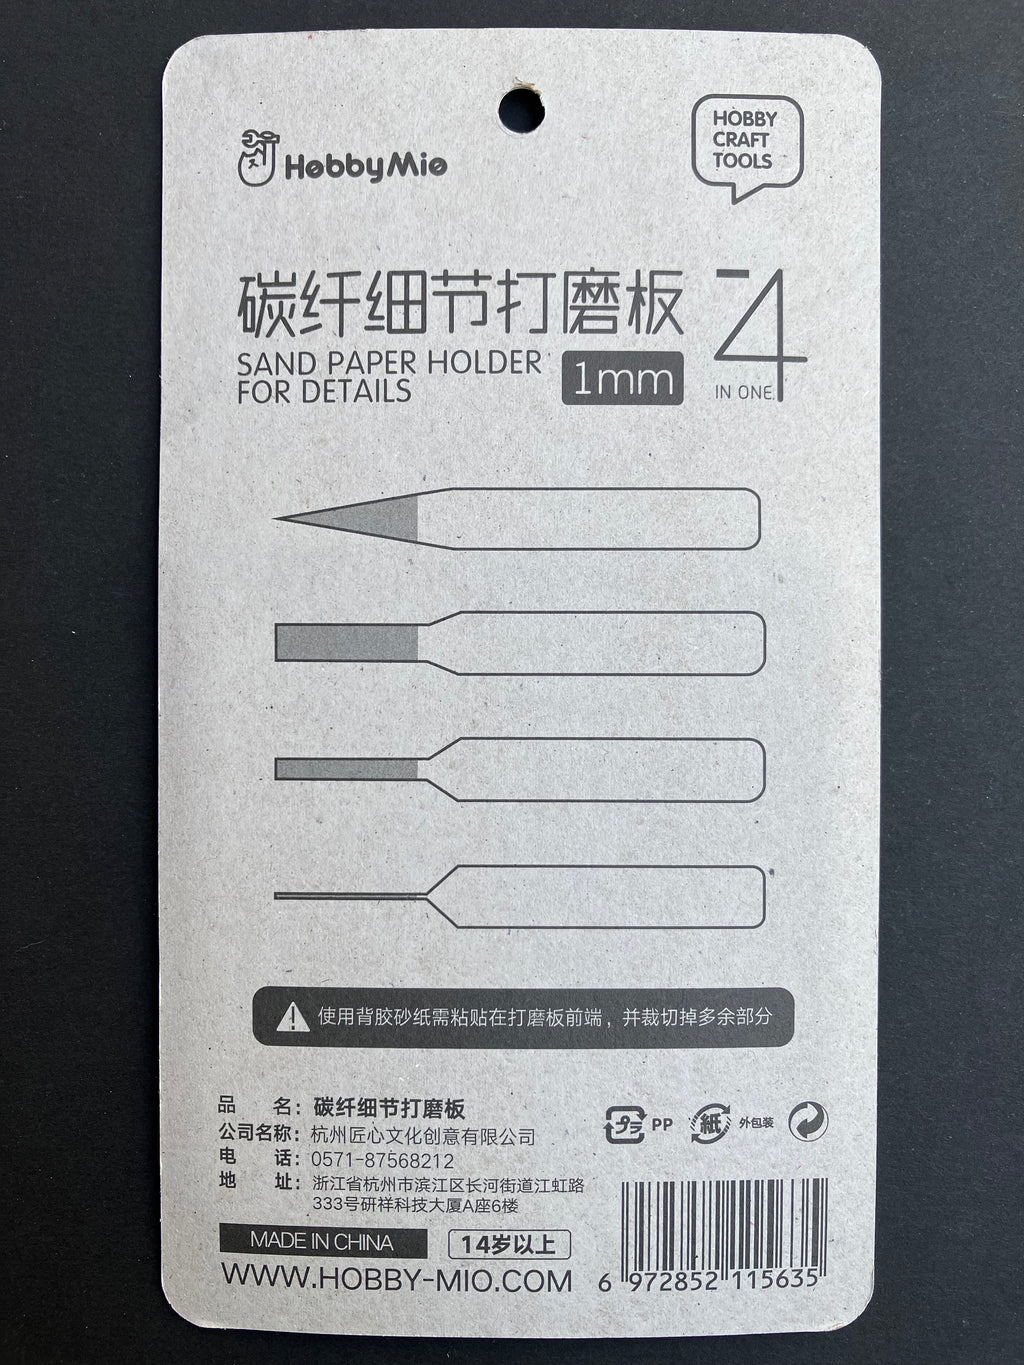 HobbyMio
HOBBY
CRAFT
TOOLS
碳纤细节打磨板
SAND PAPER HOLDER
FOR DETAILS
1mm
4
IN ONE
使用背胶砂纸需粘贴在打磨板前端，并裁切掉多余部分
品 名：碳纤细节打磨板
公司名称：杭州匠心文化创意有限公司
电 话：0571-87568212
地 址：浙江省杭州市滨江区长河街道江虹路
333号研祥科技大厦A座6楼
プラ PP
紙 外包装
MADE IN CHINA
14岁以上
WWW.HOBBY-MIO.COM
6 972852 115635